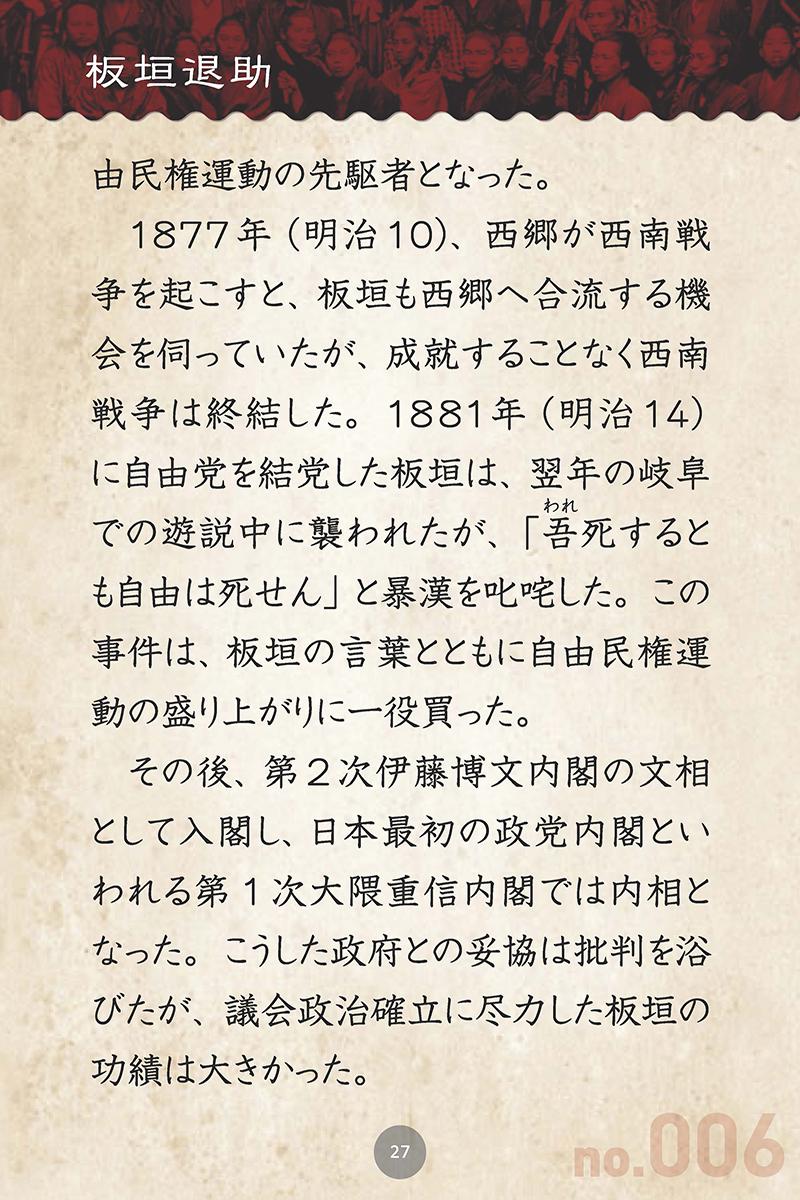 板垣退助
由民権運動の先駆者となった。
1877年(明治10)、西郷が西南戦
争を起こすと、板垣も西郷へ合流する機
会を伺っていたが、成就することなく西南
戦争は終結した。1881年(明治14)
に自由党を結党した板垣は、翌年の岐阜
での遊説中に襲われたが、「吾死すると
われ
も自由は死せん」と暴漢を叱咤した。この
事件は、板垣の言葉とともに自由民権運
動の盛り上がりに一役買った。
その後、第2次伊藤博文内閣の文相
として入閣し、日本最初の政党内閣とい
われる第1次大隈重信内閣では内相と
なった。こうした政府との妥協は批判を浴
びたが、議会政治確立に尽力した板垣の
功績は大きかった。
27
no.006